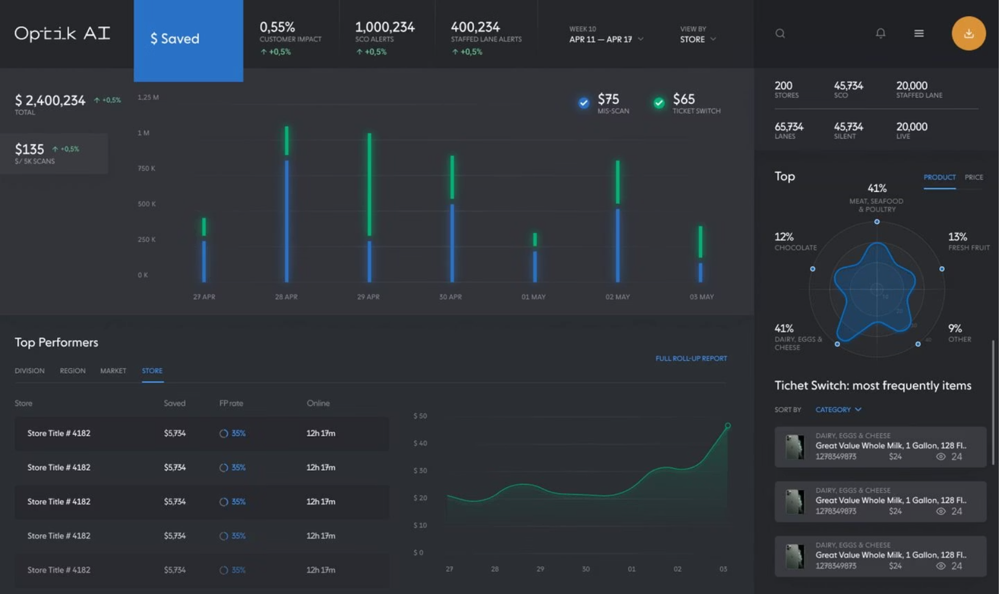 Optik AI
$ Saved
0,55%
CUSTOMER IMPACT
+0,5%
1,000,234
SCO ALERTS
+0,5%
400,234
STAFFED LANE ALERTS
+0,5%
WEEK 10
APR 11 — APR 17
VIEW BY
STORE
$ 2,400,234 +0,5%
TOTAL
$135 +0,5%
$/ 5K SCANS
1,25 M
1 M
750 K
500 K
250 K
0 K
$75
MIS-SCAN
$65
TICKET SWITCH
27 APR 28 APR 29 APR 30 APR 01 MAY 02 MAY 03 MAY
200
STORES
45,734
SCO
20,000
STAFFED LANE
65,734
LANES
45,734
SILENT
20,000
LIVE
Top
PRODUCT PRICE
41%
MEAT, SEAFOOD
& POULTRY
12%
CHOCOLATE
13%
FRESH FRUIT
10
20
30
40
41%
DAIRY, EGGS &
CHEESE
9%
OTHER
Top Performers
FULL ROLL-UP REPORT
DIVISION REGION MARKET STORE
Store Saved FP rate Online
Store Title # 4182 $5,734 35% 12h 17m
Store Title # 4182 $5,734 35% 12h 17m
Store Title # 4182 $5,734 35% 12h 17m
Store Title # 4182 $5,734 35% 12h 17m
Store Title # 4182 $5,734 35% 12h 17m
$ 50
$ 40
$ 30
$ 20
$ 10
$ 0
27 28 29 30 01 02 03
Tichet Switch: most frequently items
SORT BY CATEGORY
DAIRY, EGGS & CHEESE
Great Value Whole Milk, 1 Gallon, 128 Fl..
1278349873 $24 24
DAIRY, EGGS & CHEESE
Great Value Whole Milk, 1 Gallon, 128 Fl..
1278349873 $24 24
DAIRY, EGGS & CHEESE
Great Value Whole Milk, 1 Gallon, 128 Fl..
1278349873 $24 24